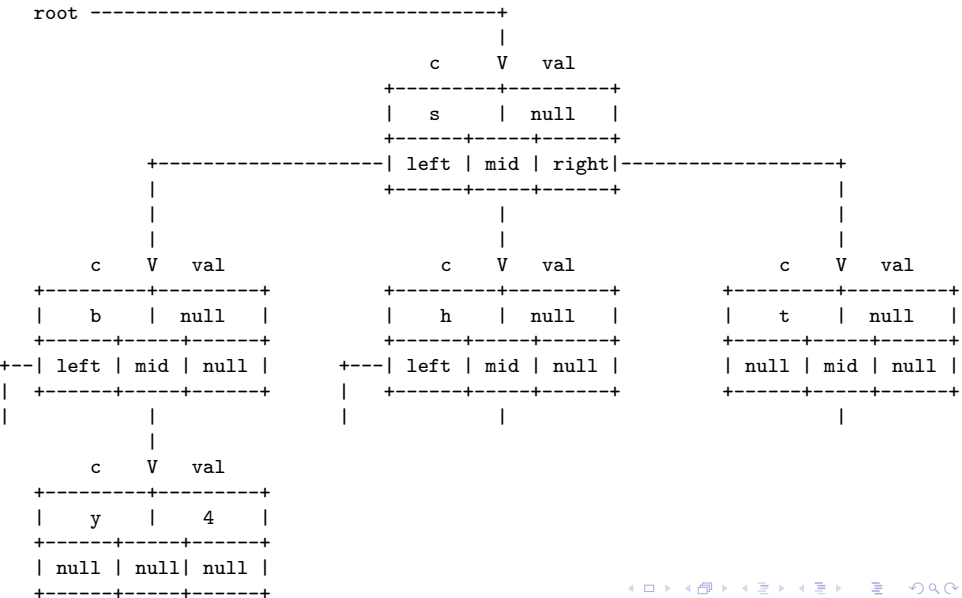 root ------------------------------------+
|
c V val
+---------+---------+
| s | null |
+------+-----+------+
+--------------------| left | mid | right|-------------------+
| +------+-----+------+ |
| | |
| | |
c V val c V val c V val
+---------+---------+ +---------+---------+ +---------+---------+
| b | null | | h | null | | t | null |
+------+-----+------+ +------+-----+------+ +------+-----+------+
+--| left | mid | null | +---| left | mid | null | | null | mid | null |
| +------+-----+------+ | +------+-----+------+ +------+-----+------+
| | | | |
|
c V val
+---------+---------+
| y | 4 |
+------+-----+------+
| null | null| null |
+------+-----+------+